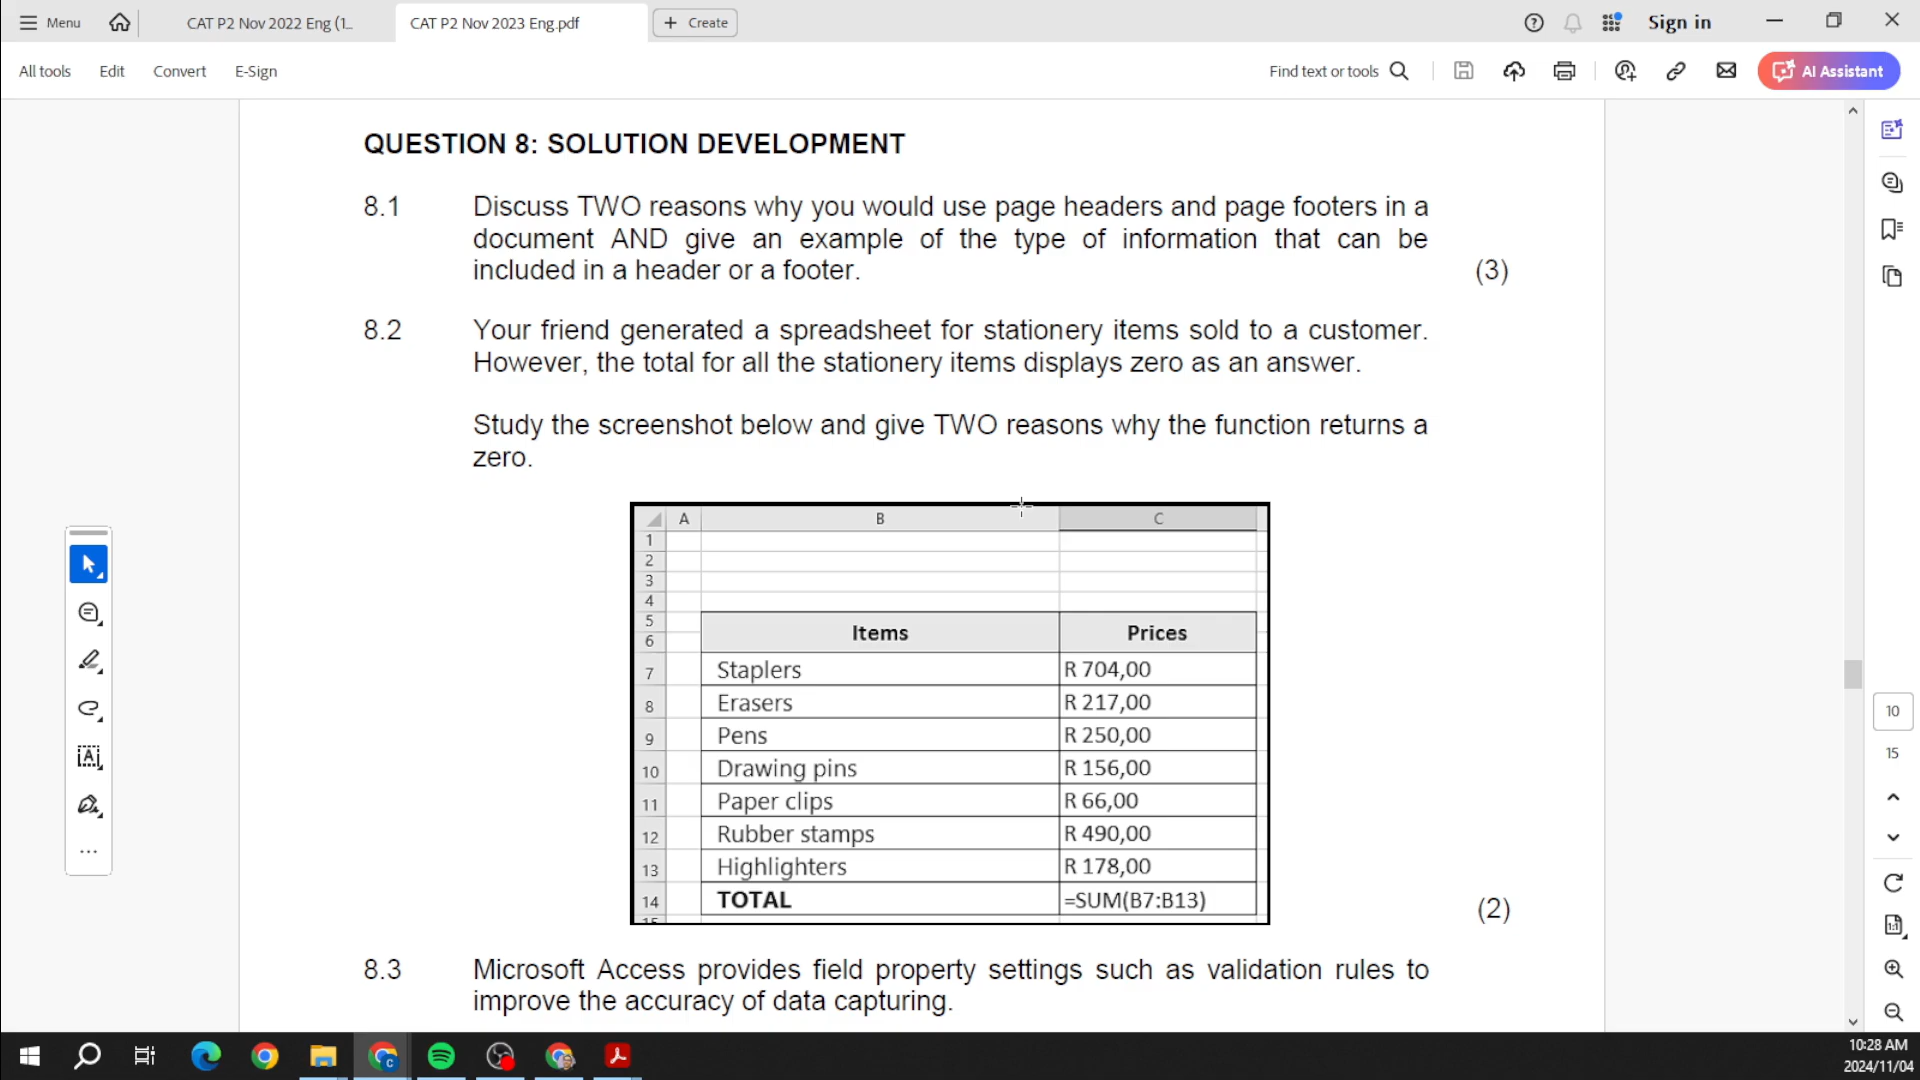 Menu
CAT P2 Nov 2022 Eng (1...
CAT P2 Nov 2023 Eng.pdf
+ Create
Sign in
All tools
Edit
Convert
E-Sign
Find text or tools
AI Assistant
QUESTION 8: SOLUTION DEVELOPMENT
8.1 Discuss TWO reasons why you would use page headers and page footers in a
document AND give an example of the type of information that can be
included in a header or a footer. (3)
8.2 Your friend generated a spreadsheet for stationery items sold to a customer.
However, the total for all the stationery items displays zero as an answer.
Study the screenshot below and give TWO reasons why the function returns a
zero.
A B C
1
2
3
4
5
6 Items Prices
7 Staplers R 704,00
8 Erasers R 217,00
9 Pens R 250,00
10 Drawing pins R 156,00
11 Paper clips R 66,00
12 Rubber stamps R 490,00
13 Highlighters R 178,00
14 TOTAL =SUM(B7:B13)
15
(2)
8.3 Microsoft Access provides field property settings such as validation rules to
improve the accuracy of data capturing.
10
15
10:28 AM
2024/11/04